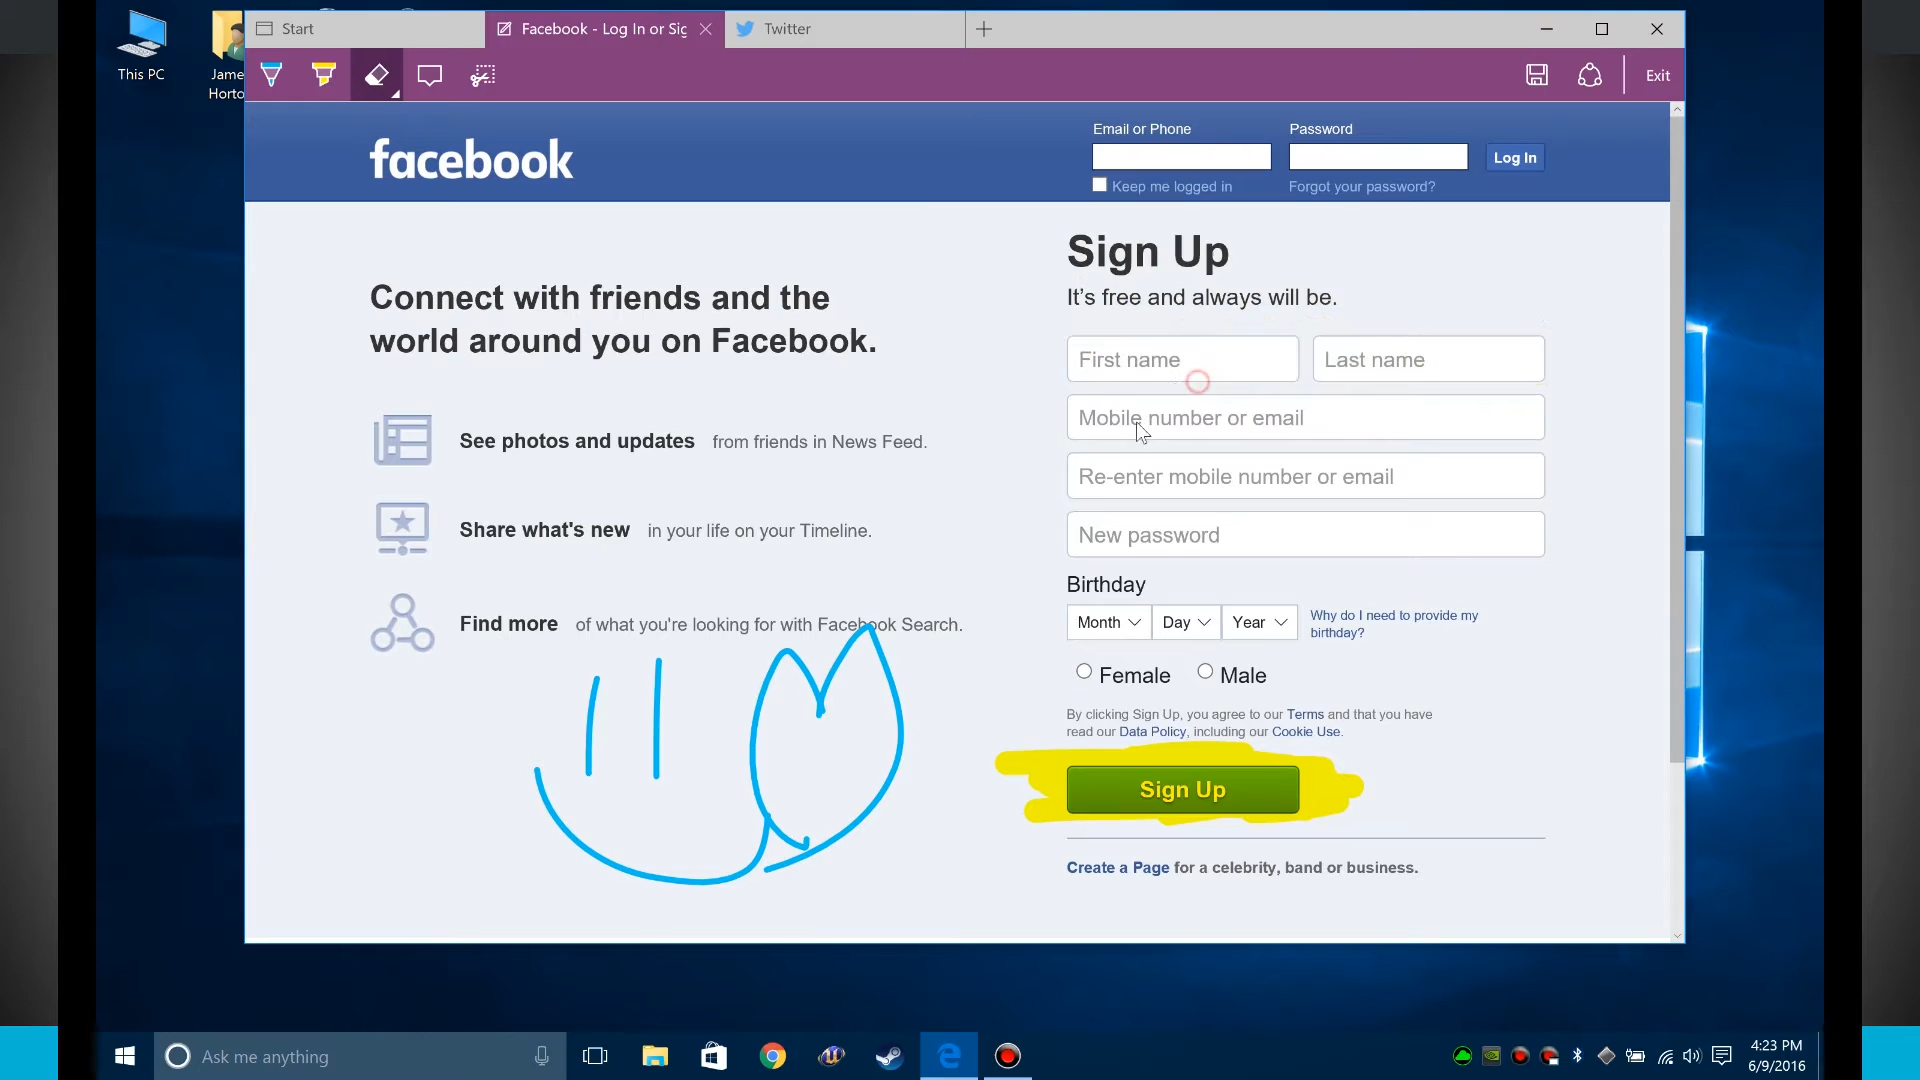 This PC
Jame
Horto
Start
Facebook - Log In or Sig
Twitter
Exit
facebook
Email or Phone
Password
Log In
Keep me logged in
Forgot your password?
Connect with friends and the
world around you on Facebook.
See photos and updates from friends in News Feed.
Share what's new in your life on your Timeline.
Find more of what you're looking for with Facebook Search.
Sign Up
It's free and always will be.
First name
Last name
Mobile number or email
Re-enter mobile number or email
New password
Birthday
Month
Day
Year
Why do I need to provide my
birthday?
Female
Male
By clicking Sign Up, you agree to our Terms and that you have
read our Data Policy, including our Cookie Use.
Sign Up
Create a Page for a celebrity, band or business.
Ask me anything
4:23 PM
6/9/2016